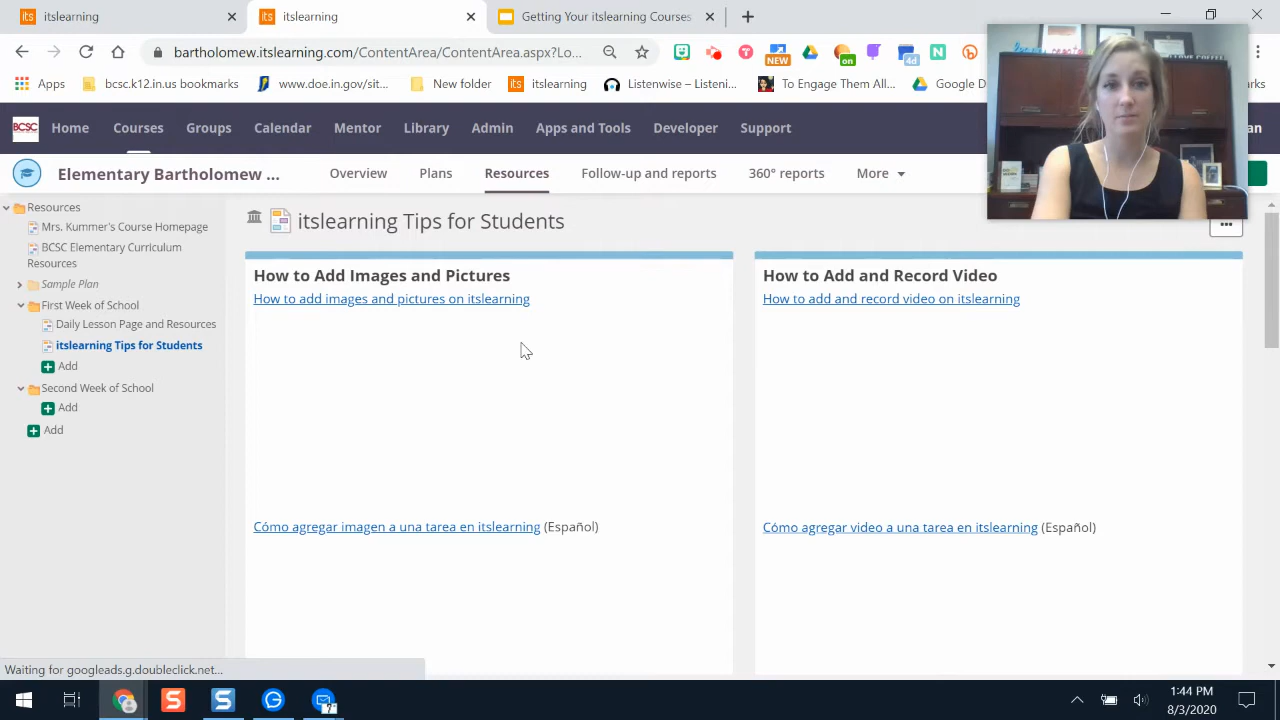 itslearning
itslearning
Getting Your itslearning Courses
bartholomew.itslearning.com/ContentArea/ContentArea.aspx?Lo...
NEW
on
4d
bcsc.k12.in.us bookmarks
www.doe.in.gov/sit...
New folder
itslearning
Listenwise – Listeni...
To Engage Them All...
Google D
BCSC
Home
Courses
Groups
Calendar
Mentor
Library
Admin
Apps and Tools
Developer
Support
Elementary Bartholomew ...
Overview
Plans
Resources
Follow-up and reports
360° reports
More
Resources
Mrs. Kummer's Course Homepage
BCSC Elementary Curriculum
Resources
Sample Plan
First Week of School
Daily Lesson Page and Resources
itslearning Tips for Students
Add
Second Week of School
Add
Add
itslearning Tips for Students
How to Add Images and Pictures
How to add images and pictures on itslearning
Cómo agregar imagen a una tarea en itslearning (Español)
How to Add and Record Video
How to add and record video on itslearning
Cómo agregar video a una tarea en itslearning (Español)
Waiting for googleads.g.doubleclick.net...
1:44 PM
8/3/2020